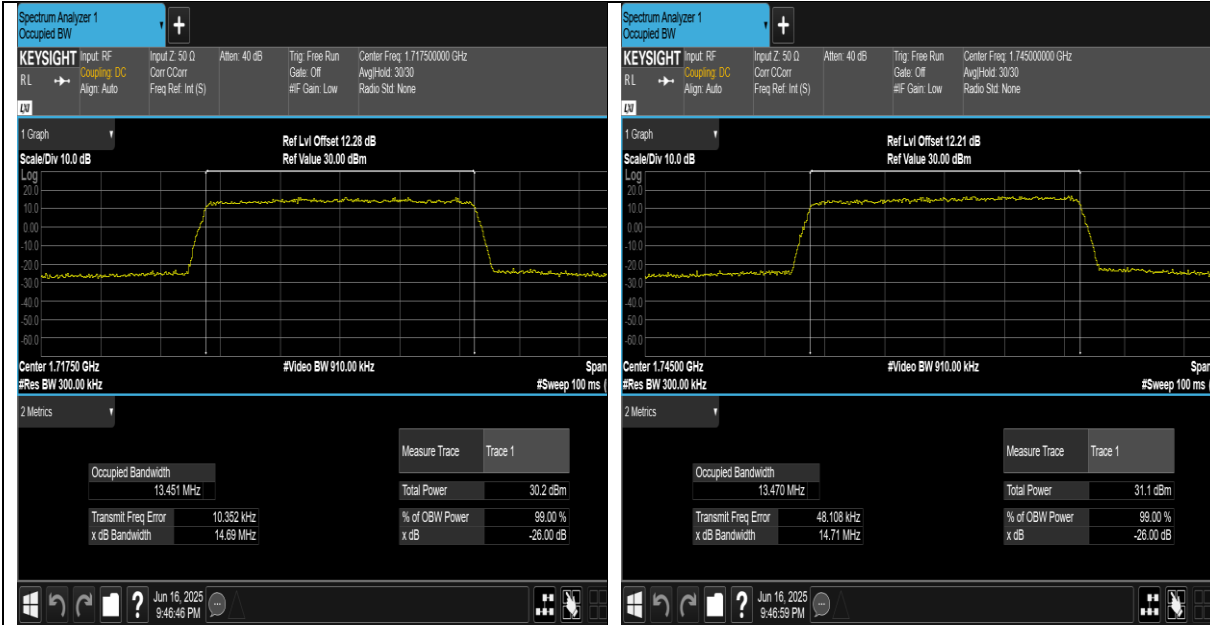 Spectrum Analyzer 1
Occupied BW
+
KEYSIGHT Input: RF Input Z: 50 Ω Atten: 40 dB Trig: Free Run Center Freq: 1.717500000 GHz
RL Coupling: DC Corr CCorr Gate: Off Avg|Hold: 30/30
Align: Auto Freq Ref: Int (S) #IF Gain: Low Radio Std: None
LXI
1 Graph
Ref Lvl Offset 12.28 dB
Scale/Div 10.0 dB Ref Value 30.00 dBm
Log
20.0
10.0
0.00
-10.0
-20.0
-30.0
-40.0
-50.0
-60.0
Center 1.71750 GHz #Video BW 910.00 kHz Span
#Res BW 300.00 kHz #Sweep 100 ms (
2 Metrics
Measure Trace Trace 1
Occupied Bandwidth
13.451 MHz Total Power 30.2 dBm
Transmit Freq Error 10.352 kHz % of OBW Power 99.00 %
x dB Bandwidth 14.69 MHz x dB -26.00 dB
? Jun 16, 2025
9:46:46 PM
Spectrum Analyzer 1
Occupied BW
+
KEYSIGHT Input: RF Input Z: 50 Ω Atten: 40 dB Trig: Free Run Center Freq: 1.745000000 GHz
RL Coupling: DC Corr CCorr Gate: Off Avg|Hold: 30/30
Align: Auto Freq Ref: Int (S) #IF Gain: Low Radio Std: None
LXI
1 Graph
Ref Lvl Offset 12.21 dB
Scale/Div 10.0 dB Ref Value 30.00 dBm
Log
20.0
10.0
0.00
-10.0
-20.0
-30.0
-40.0
-50.0
-60.0
Center 1.74500 GHz #Video BW 910.00 kHz Spar
#Res BW 300.00 kHz #Sweep 100 ms
2 Metrics
Measure Trace Trace 1
Occupied Bandwidth
13.470 MHz Total Power 31.1 dBm
Transmit Freq Error 48.108 kHz % of OBW Power 99.00 %
x dB Bandwidth 14.71 MHz x dB -26.00 dB
? Jun 16, 2025
9:46:59 PM